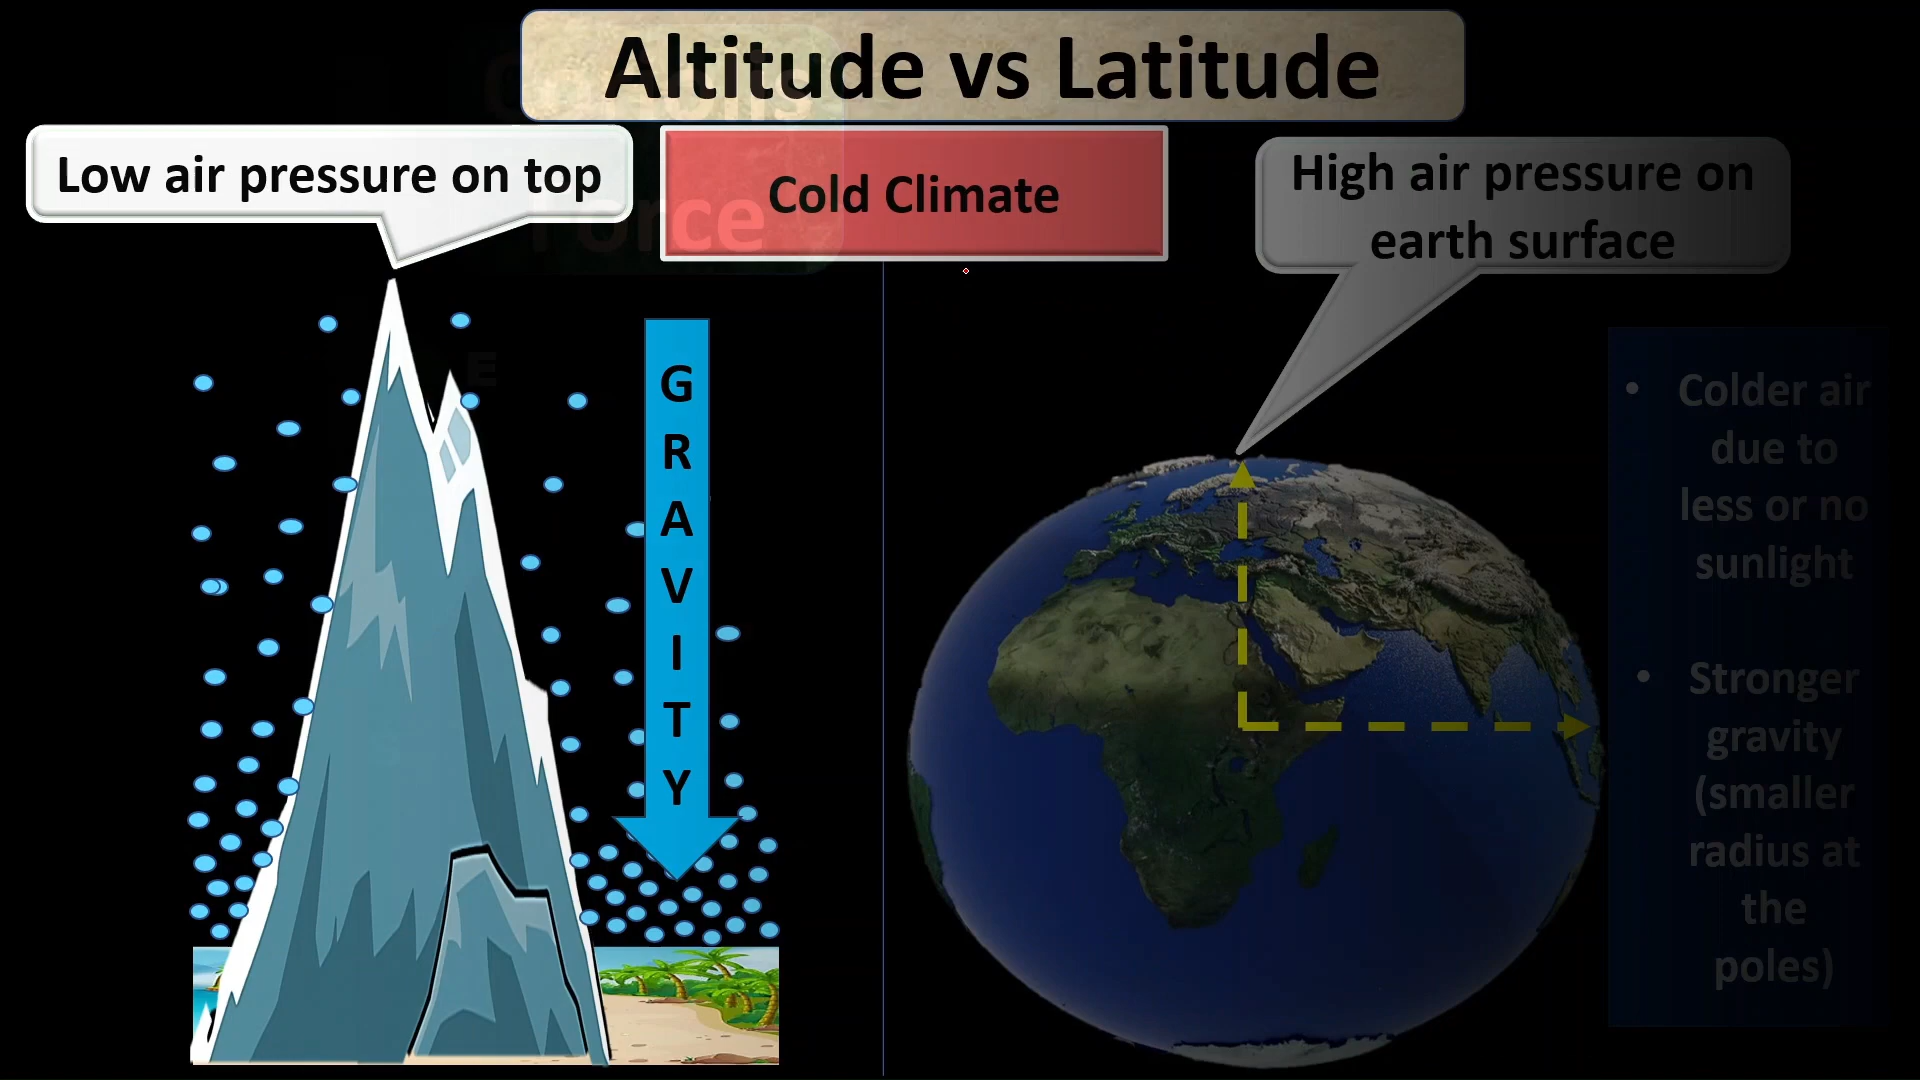 Altitude vs Latitude
Low air pressure on top
Cold Climate
High air pressure on
earth surface
G
R
A
V
I
T
Y
• Colder air
due to
less or no
sunlight
• Stronger
gravity
(smaller
radius at
the
poles)
Force
E